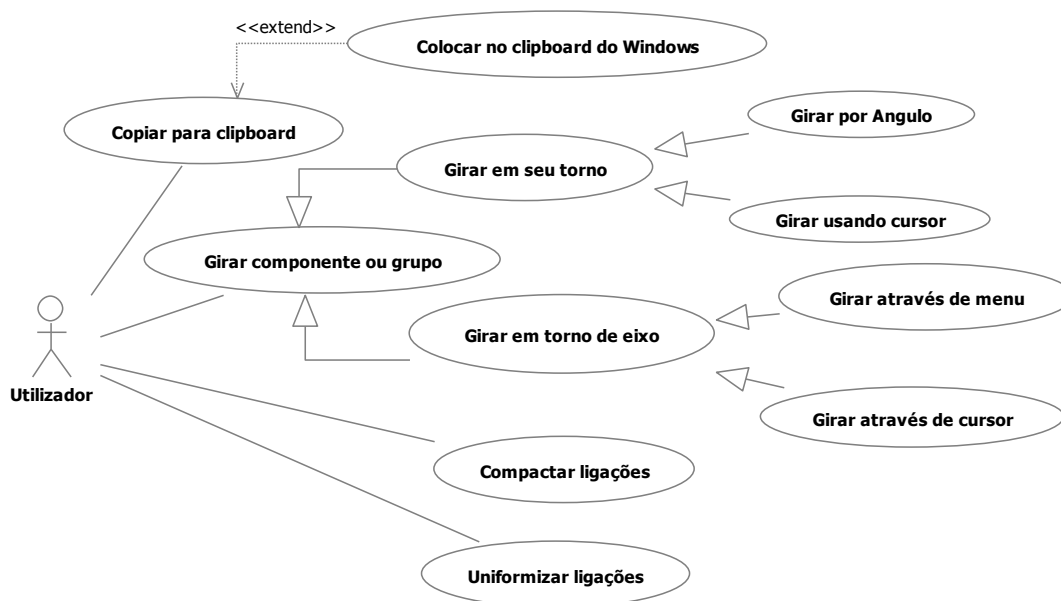 <<extend>>
Colocar no clipboard do Windows
Copiar para clipboard
Girar por Angulo
Girar em seu torno
Girar usando cursor
Girar componente ou grupo
Girar através de menu
Girar em torno de eixo
Utilizador
Girar através de cursor
Compactar ligações
Uniformizar ligações